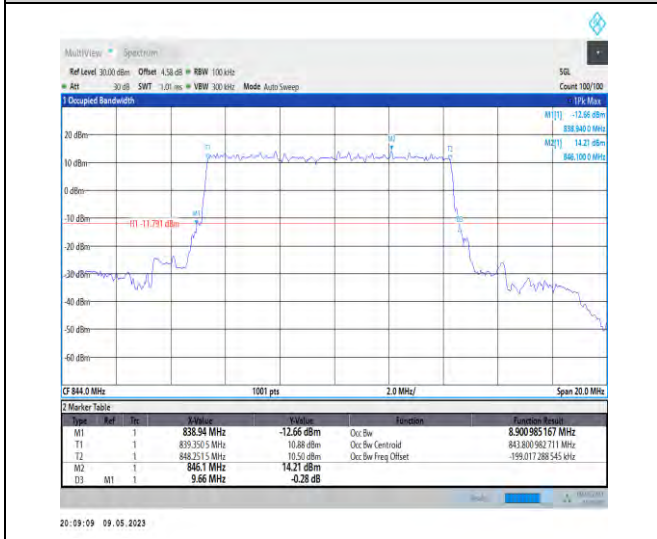 MultiView Spectrum
Ref Level 30.00 dBm Offset 4.58 dB RBW 100 kHz SGL
Att 30 dB SWT 1.01 ms VBW 300 kHz Mode Auto Sweep Count 100/100
1 Occupied Bandwidth 1Pk Max
M1[1] -12.66 dBm
838.940 0 MHz
M2[1] 14.21 dBm
846.100 0 MHz
20 dBm
T1 M2 T2
10 dBm
0 dBm
-10 dBm
M1
H1 -11.791 dBm
D3
-20 dBm
-30 dBm
-40 dBm
-50 dBm
-60 dBm
CF 844.0 MHz 1001 pts 2.0 MHz/ Span 20.0 MHz
2 Marker Table
Type Ref Trc X-Value Y-Value Function Function Result
M1 1 838.94 MHz -12.66 dBm Occ Bw 8.900 985 167 MHz
T1 1 839.350 5 MHz 10.88 dBm Occ Bw Centroid 843.800 982 711 MHz
T2 1 848.251 5 MHz 10.50 dBm Occ Bw Freq Offset -199.017 288 545 kHz
M2 1 846.1 MHz 14.21 dBm
D3 M1 1 9.66 MHz -0.28 dB
20:09:09 09.05.2023